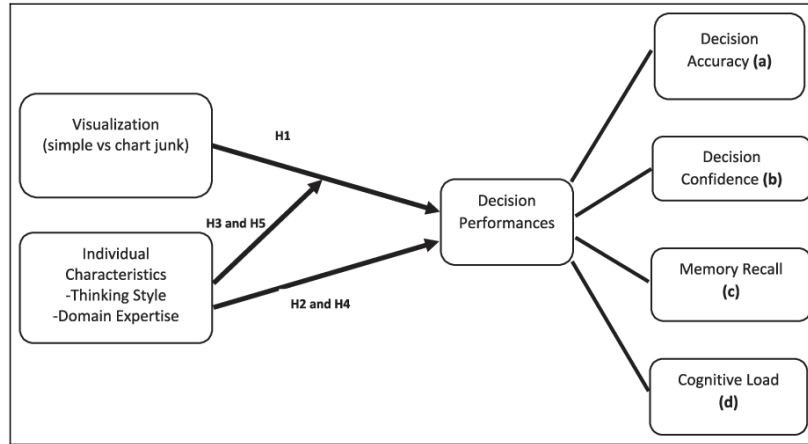 Visualization
(simple vs chart junk)
H1
H3 and H5
Individual
Characteristics
-Thinking Style
-Domain Expertise
H2 and H4
Decision
Performances
Decision
Accuracy (a)
Decision
Confidence (b)
Memory Recall
(c)
Cognitive Load
(d)